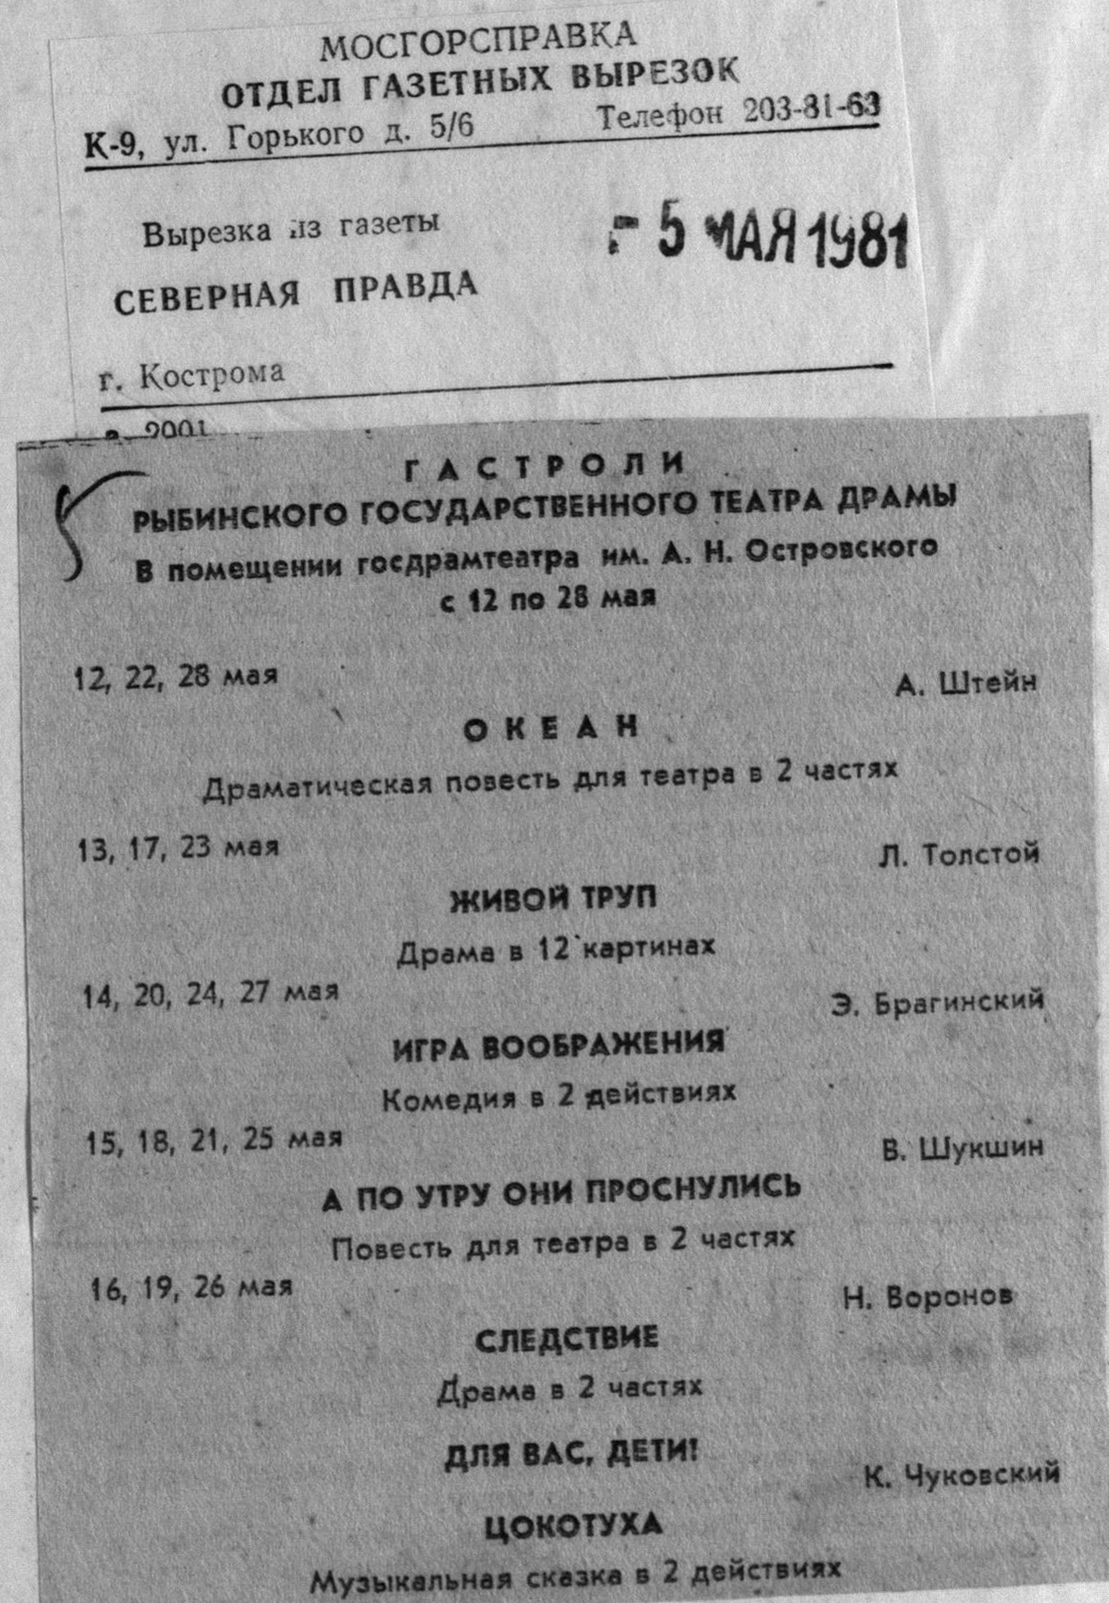 МОСГОРСПРАВКА
ОТДЕЛ ГАЗЕТНЫХ ВЫРЕЗОК
К-9, ул. Горького д. 5/6 Телефон 203-81-63
Вырезка из газеты
СЕВЕРНАЯ ПРАВДА
- 5 МАЯ 1981
г. Кострома
ГАСТРОЛИ
РЫБИНСКОГО ГОСУДАРСТВЕННОГО ТЕАТРА ДРАМЫ
В помещении госдрамтеатра им. А. Н. Островского
с 12 по 28 мая
12, 22, 28 мая А. Штейн
ОКЕАН
Драматическая повесть для театра в 2 частях
13, 17, 23 мая Л. Толстой
ЖИВОЙ ТРУП
Драма в 12 картинах
14, 20, 24, 27 мая Э. Брагинский
ИГРА ВООБРАЖЕНИЯ
Комедия в 2 действиях
15, 18, 21, 25 мая В. Шукшин
А ПО УТРУ ОНИ ПРОСНУЛИСЬ
Повесть для театра в 2 частях
16, 19, 26 мая Н. Воронов
СЛЕДСТВИЕ
Драма в 2 частях
ДЛЯ ВАС, ДЕТИ!
К. Чуковский
ЦОКОТУХА
Музыкальная сказка в 2 действиях